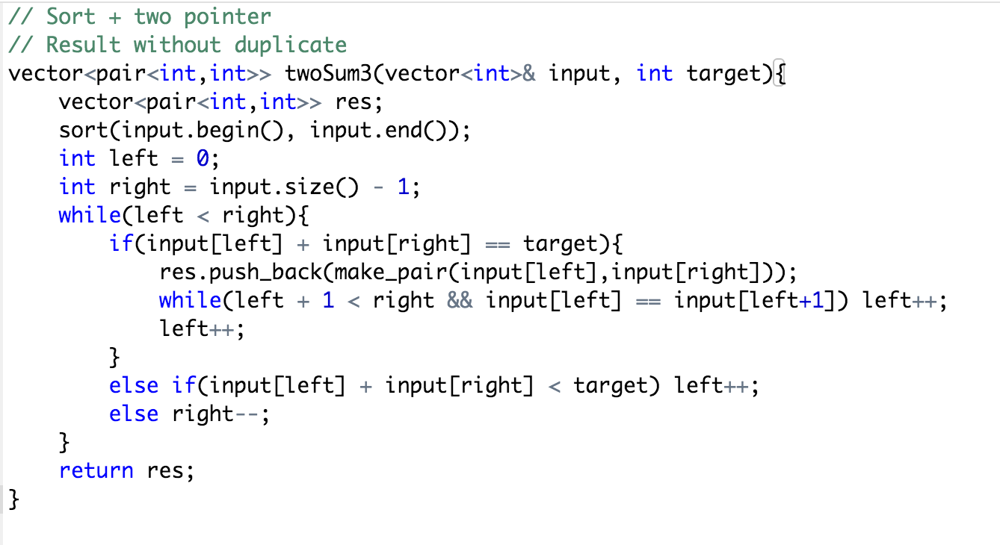 // Sort + two pointer
// Result without duplicate
vector<pair<int,int>> twoSum3(vector<int>& input, int target){
    vector<pair<int,int>> res;
    sort(input.begin(), input.end());
    int left = 0;
    int right = input.size() - 1;
    while(left < right){
        if(input[left] + input[right] == target){
            res.push_back(make_pair(input[left],input[right]));
            while(left + 1 < right && input[left] == input[left+1]) left++;
            left++;
        }
        else if(input[left] + input[right] < target) left++;
        else right--;
    }
    return res;
}